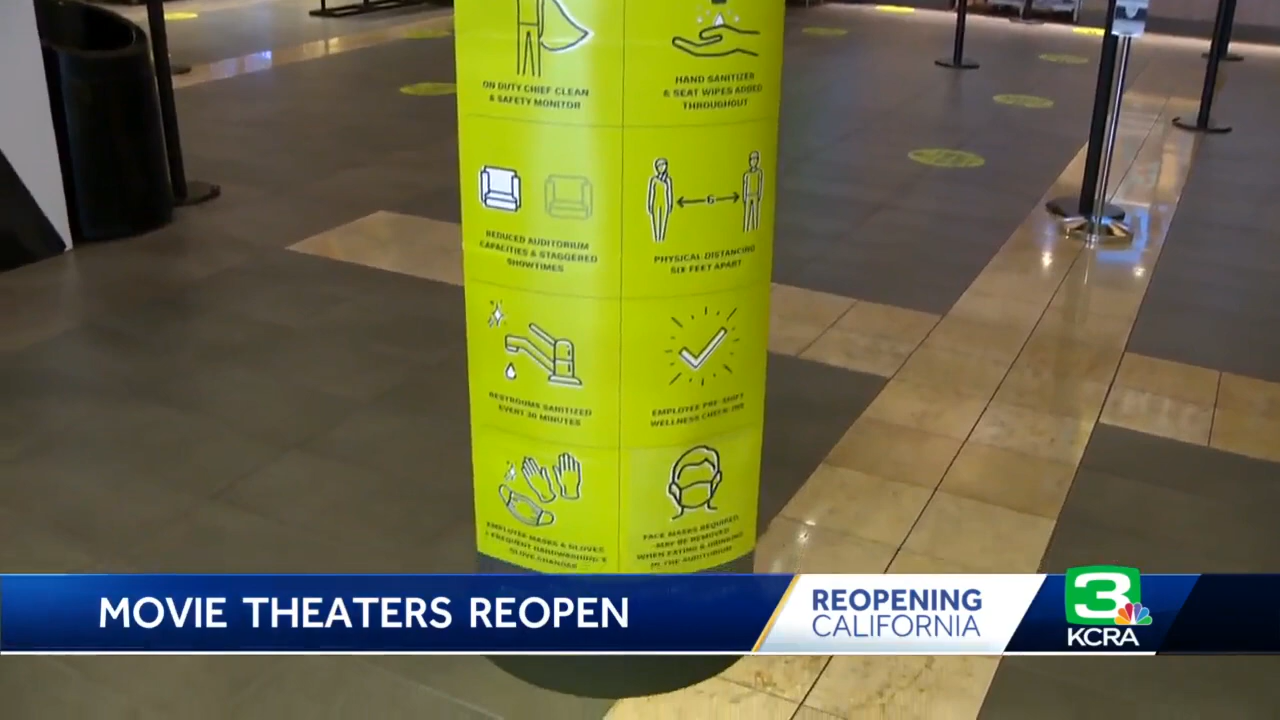 ON DUTY CHIEF CLEAN
& SAFETY MONITOR
HAND SANITIZER
& SEAT WIPES ADDED
THROUGHOUT
REDUCED AUDITORIUM
CAPACITIES & STAGGERED
SHOWTIMES
6
PHYSICAL DISTANCING
SIX FEET APART
RESTROOMS SANITIZED
EVERY 30 MINUTES
EMPLOYEE PRE-SHIFT
WELLNESS CHECK-INS
EMPLOYEE MASKS & GLOVES
+ FREQUENT HANDWASHING &
GLOVE CHANGES
FACE MASKS REQUIRED
MAY BE REMOVED
WHEN EATING & DRINKING
IN THE AUDITORIUM
MOVIE THEATERS REOPEN
REOPENING
CALIFORNIA
3
KCRA